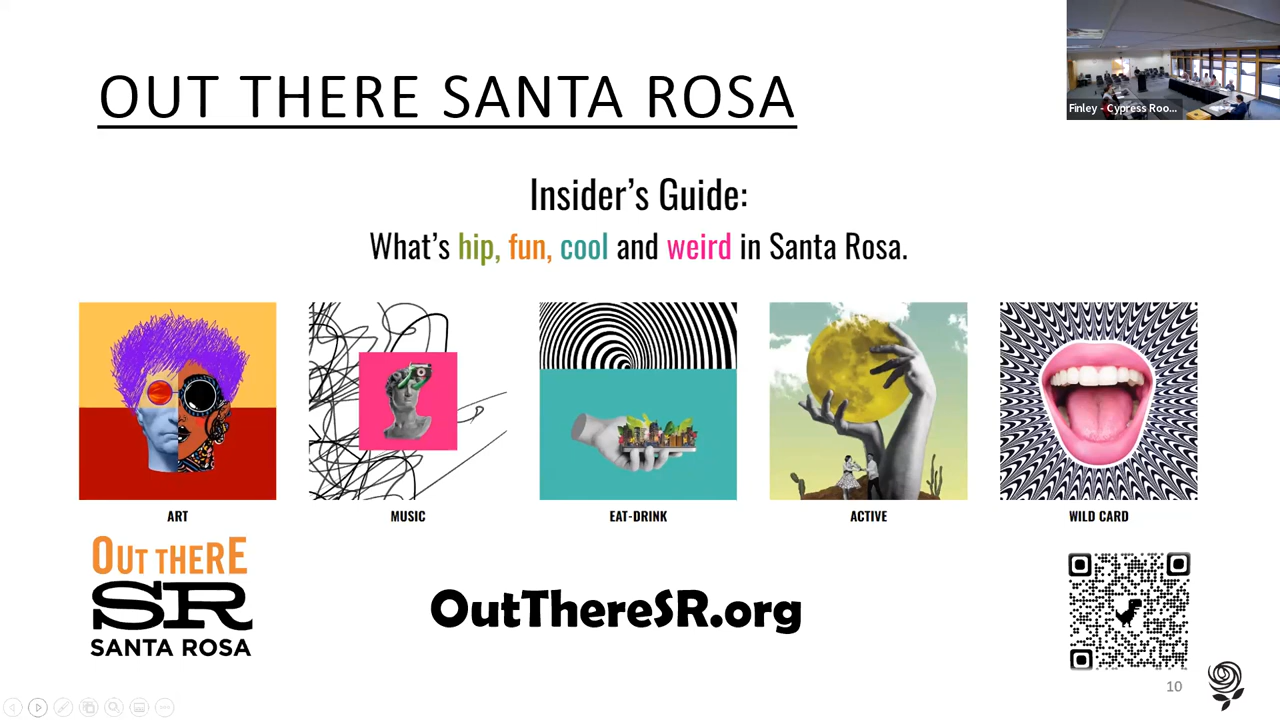 OUT THERE SANTA ROSA
Finley - Cypress Roo...
Insider's Guide:
What's hip, fun, cool and weird in Santa Rosa.
ART
MUSIC
EAT-DRINK
ACTIVE
WILD CARD
OUT THERE
SR
SANTA ROSA
OutThereSR.org
10